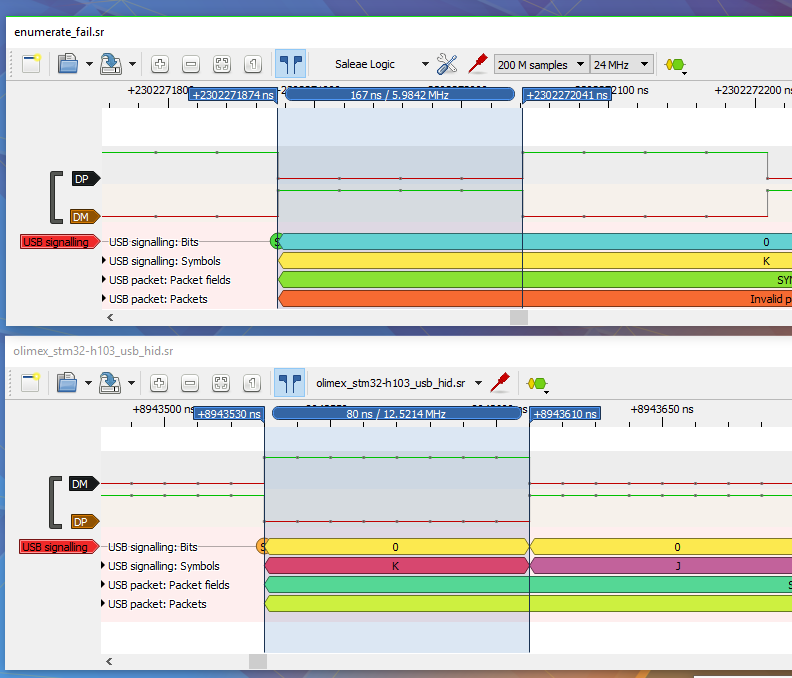 enumerate_fail.sr
1 Saleae Logic 200 M samples 24 MHz
+2302271874 ns 167 ns / 5.9842 MHz +2302272041 ns +2302272200 ns
DP
DM
USB signalling USB signalling: Bits 0
USB signalling: Symbols K
USB packet: Packet fields
USB packet: Packets Invalid
olimex_stm32-h103_usb_hid.sr
1 olimex_stm32-h103_usb_hid.sr
+8943500 ns +8943530 ns 80 ns / 12.5214 MHz +8943610 ns +8943650 ns
DM
DP
USB signalling USB signalling: Bits 0 0
USB signalling: Symbols K J
USB packet: Packet fields
USB packet: Packets